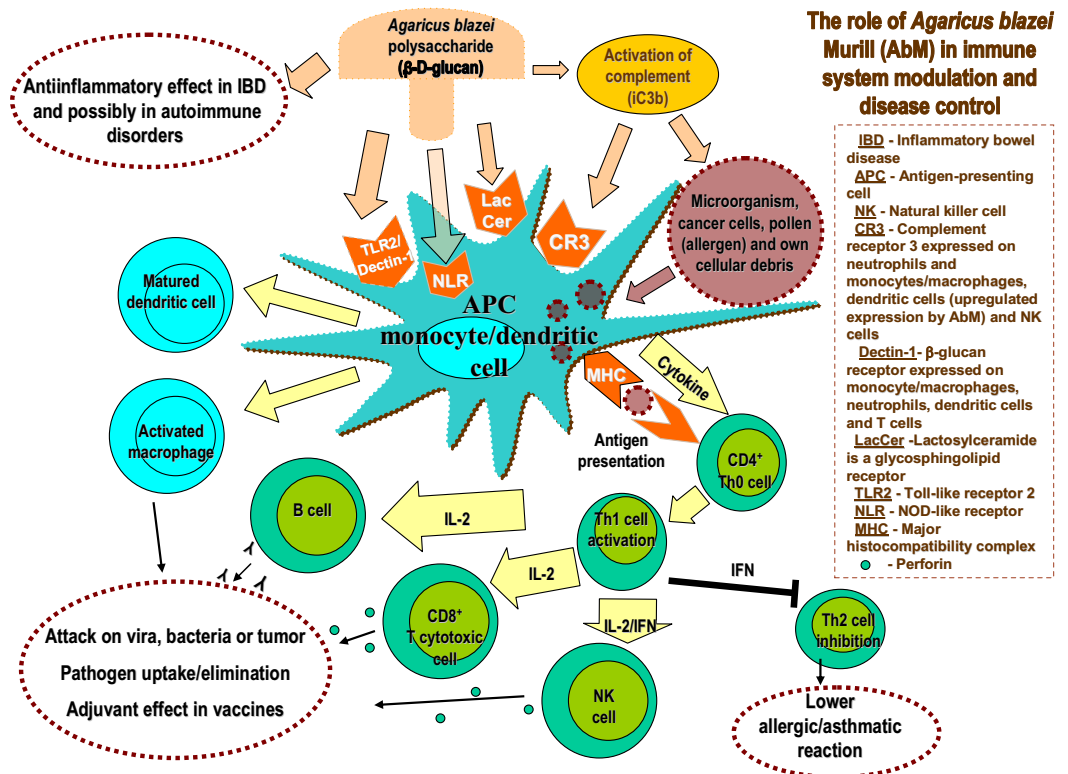 Agaricus blazei
polysaccharide
(β-D-glucan)
Activation of
complement
(iC3b)
The role of Agaricus blazei
Murill (AbM) in immune
system modulation and
disease control
Antiinflammatory effect in IBD
and possibly in autoimmune
disorders
IBD - Inflammatory bowel
disease
APC - Antigen-presenting
cell
NK - Natural killer cell
CR3 - Complement
receptor 3 expressed on
neutrophils and
monocytes/macrophages,
dendritic cells (upregulated
expression by AbM) and NK
cells
Dectin-1- β-glucan
receptor expressed on
monocyte/macrophages,
neutrophils, dendritic cells
and T cells
LacCer -Lactosylceramide
is a glycosphingolipid
receptor
TLR2 - Toll-like receptor 2
NLR - NOD-like receptor
MHC - Major
histocompatibility complex
- Perforin
Microorganism,
cancer cells, pollen
(allergen) and own
cellular debris
TLR2/
Dectin-1
NLR
Lac
Cer
CR3
Matured
dendritic cell
APC
monocyte/dendritic
cell
Activated
macrophage
MHC
Cytokine
Antigen
presentation
CD4+
Th0 cell
B cell
IL-2
Th1 cell
activation
IL-2
IFN
CD8+
T cytotoxic
cell
IL-2/IFN
Th2 cell
inhibition
NK
cell
Attack on vira, bacteria or tumor
Pathogen uptake/elimination
Adjuvant effect in vaccines
Lower
allergic/asthmatic
reaction